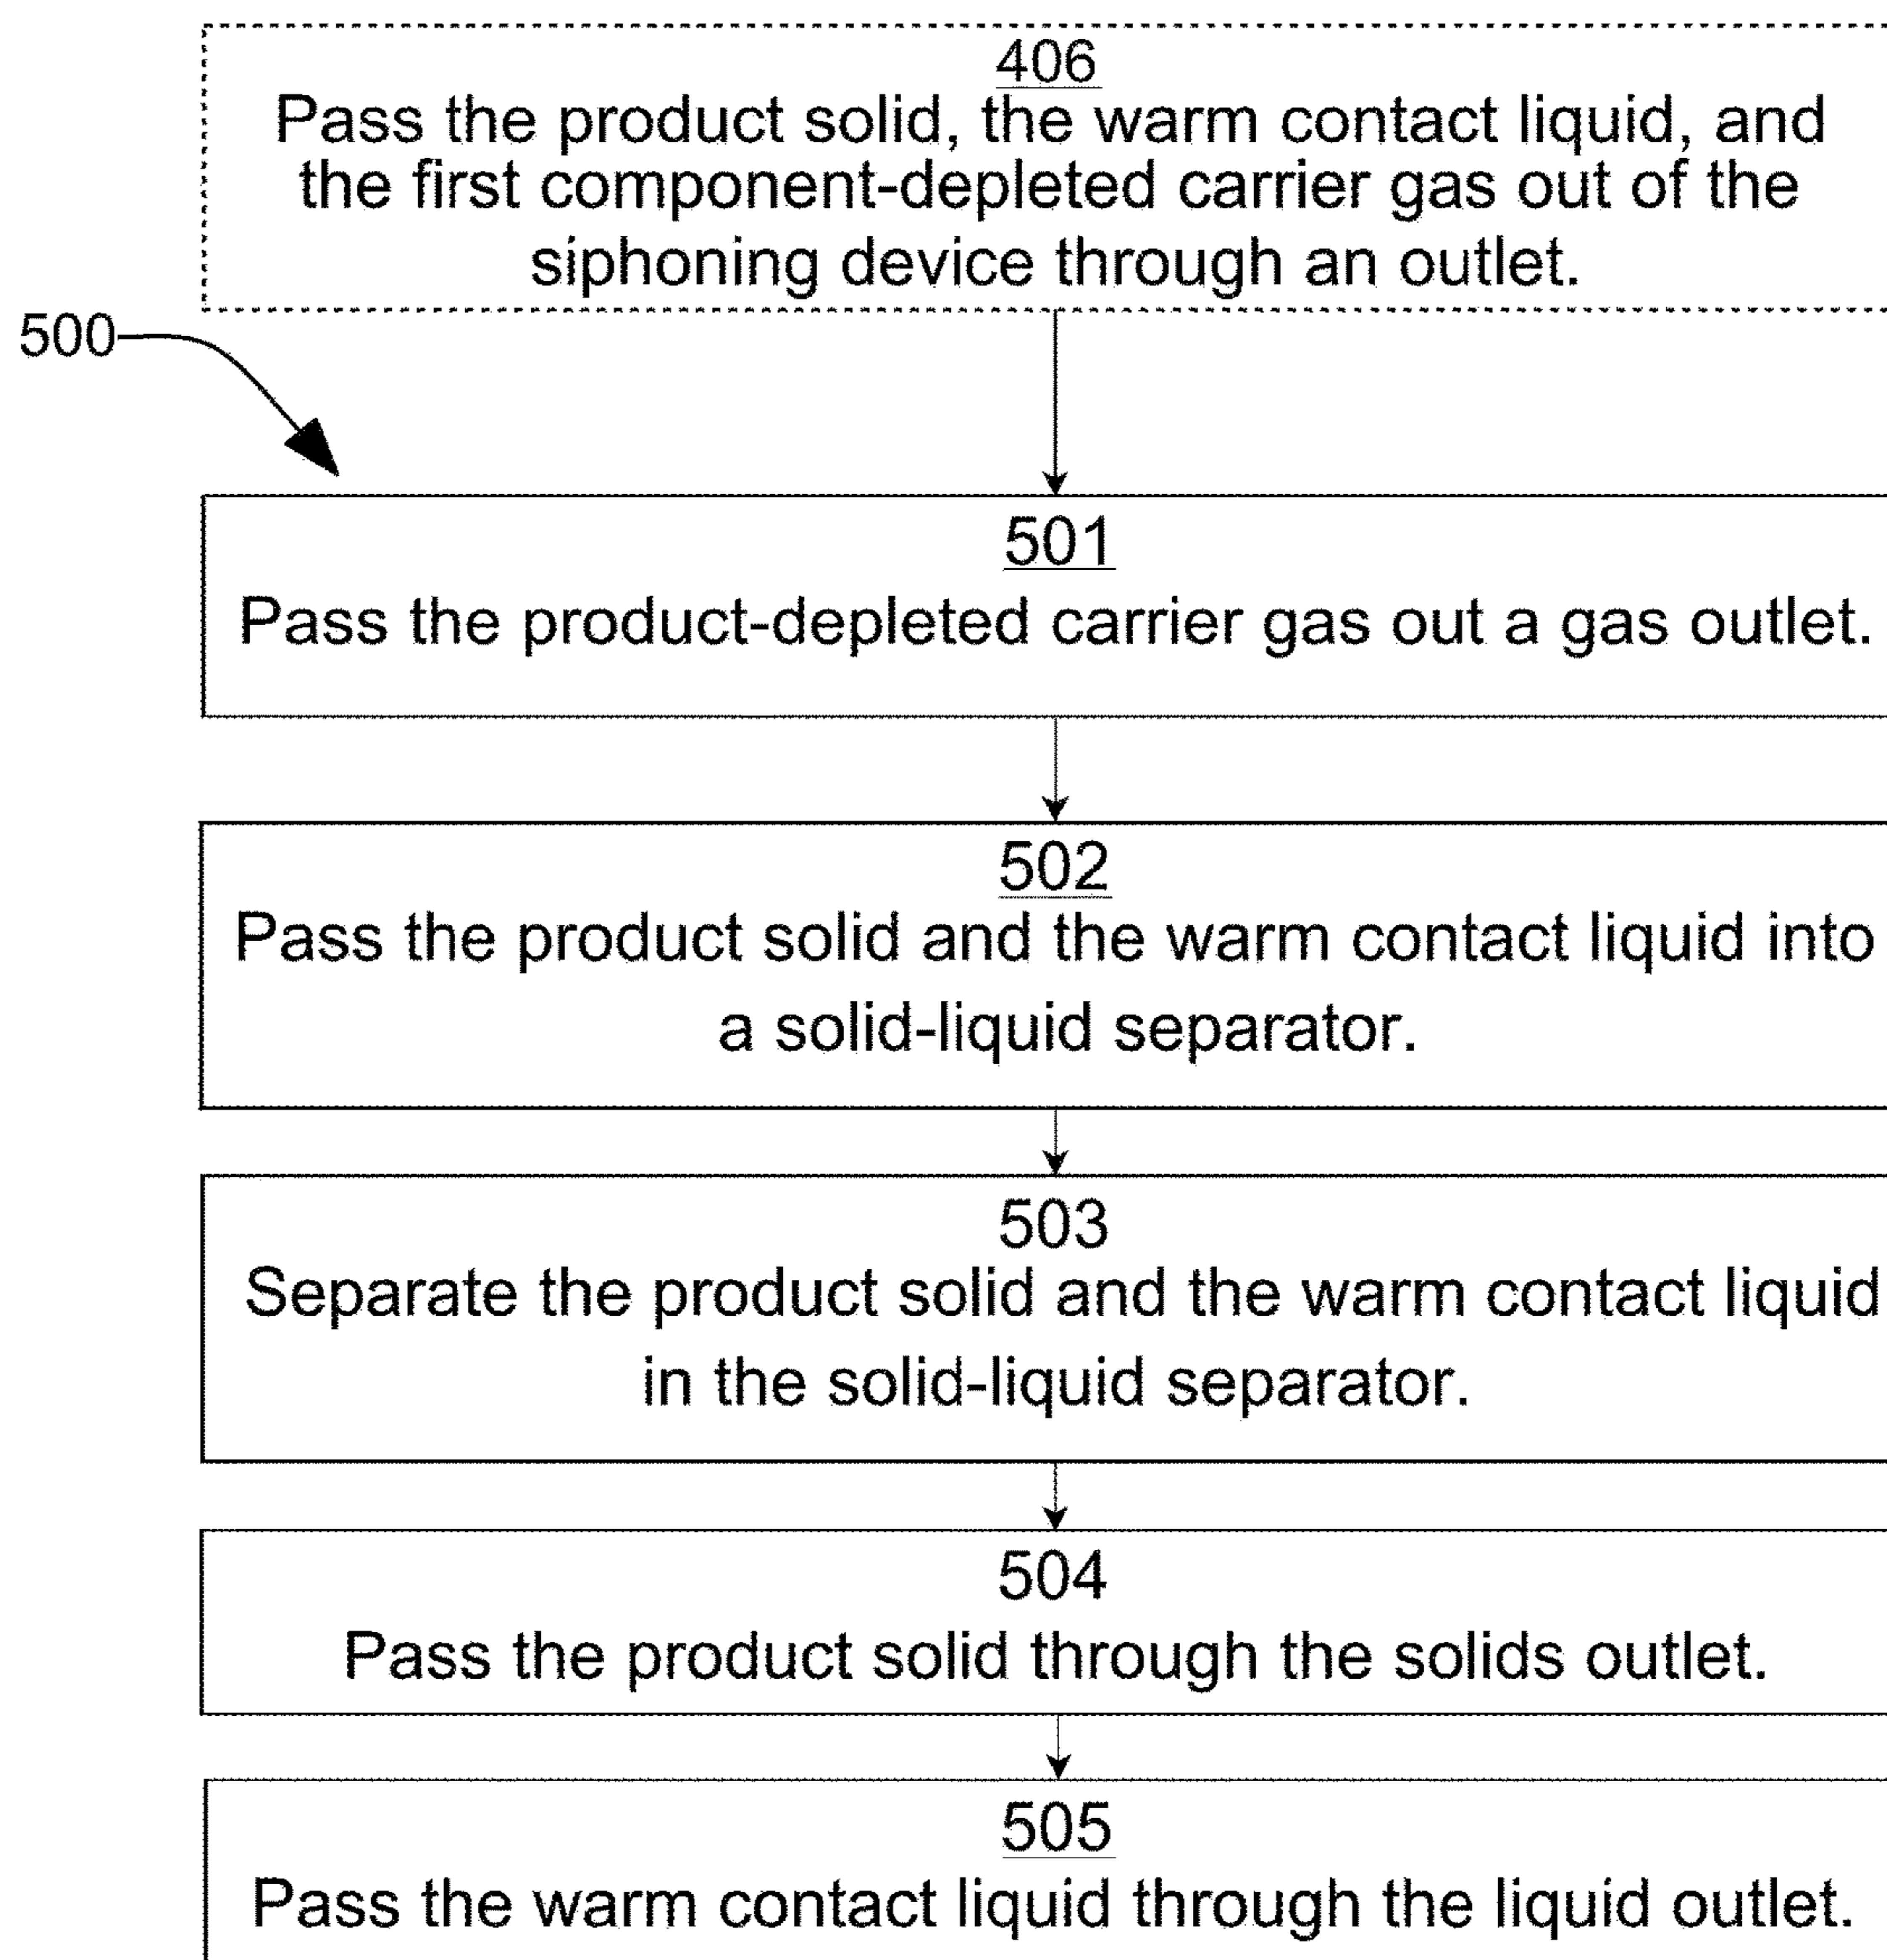 406
Pass the product solid, the warm contact liquid, and
the first component-depleted carrier gas out of the
siphoning device through an outlet.
500
501
Pass the product-depleted carrier gas out a gas outlet.
502
Pass the product solid and the warm contact liquid into
a solid-liquid separator.
503
Separate the product solid and the warm contact liquid
in the solid-liquid separator.
504
Pass the product solid through the solids outlet.
505
Pass the warm contact liquid through the liquid outlet.